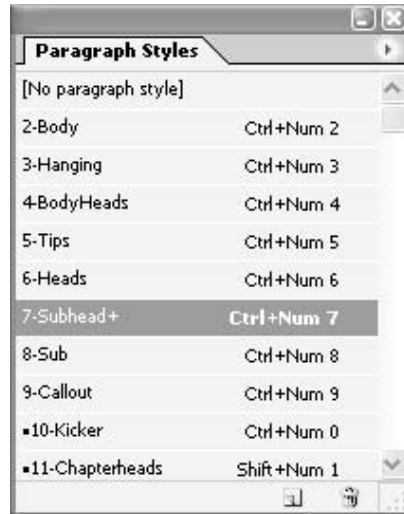 Paragraph Styles
[No paragraph style]
2-Body Ctrl+Num 2
3-Hanging Ctrl+Num 3
4-BodyHeads Ctrl+Num 4
5-Tips Ctrl+Num 5
6-Heads Ctrl+Num 6
7-Subhead+ Ctrl+Num 7
8-Sub Ctrl+Num 8
9-Callout Ctrl+Num 9
▪10-Kicker Ctrl+Num 0
▪11-Chapterheads Shift+Num 1